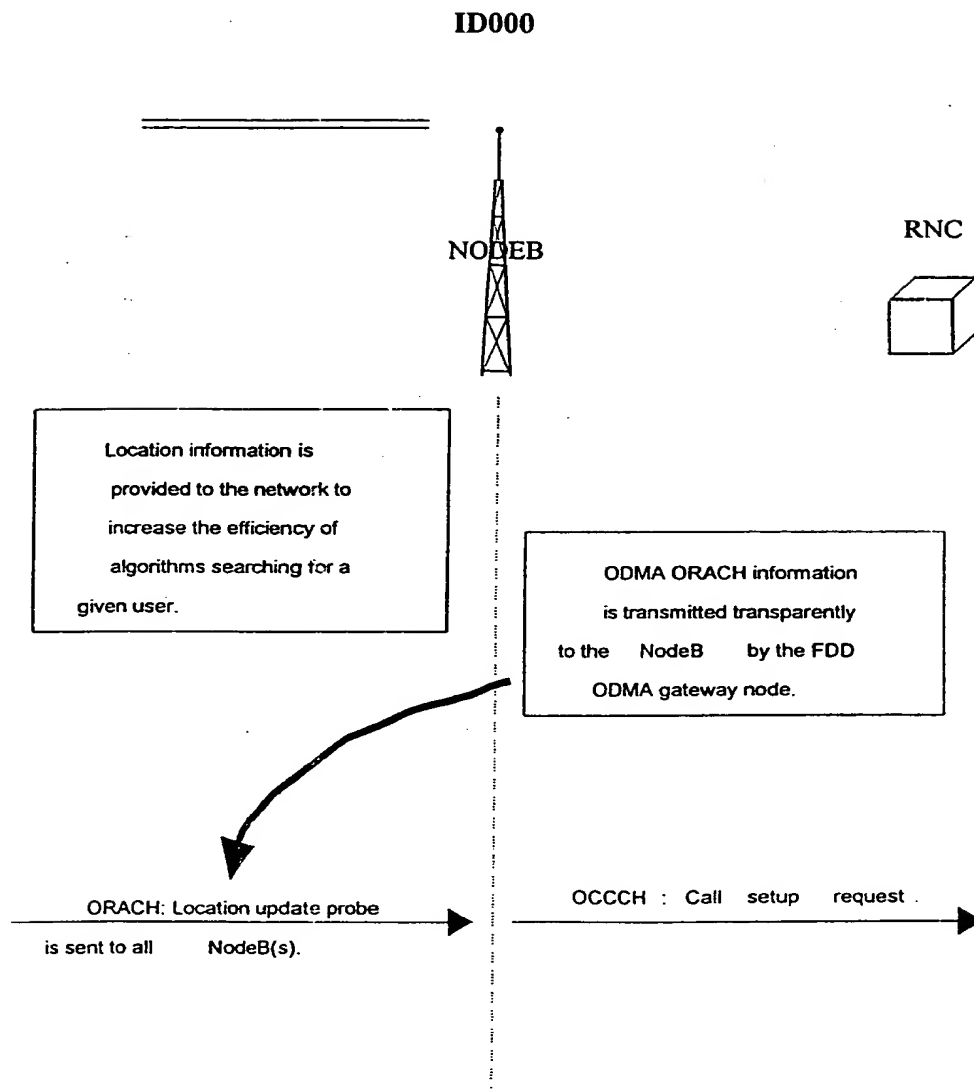 ID000
NODEB
RNC
Location information is
provided to the network to
increase the efficiency of
algorithms searching for a
given user.
ODMA ORACH information
is transmitted transparently
to the NodeB by the FDD
ODMA gateway node.
ORACH: Location update probe
is sent to all NodeB(s).
OCCCH : Call setup request .